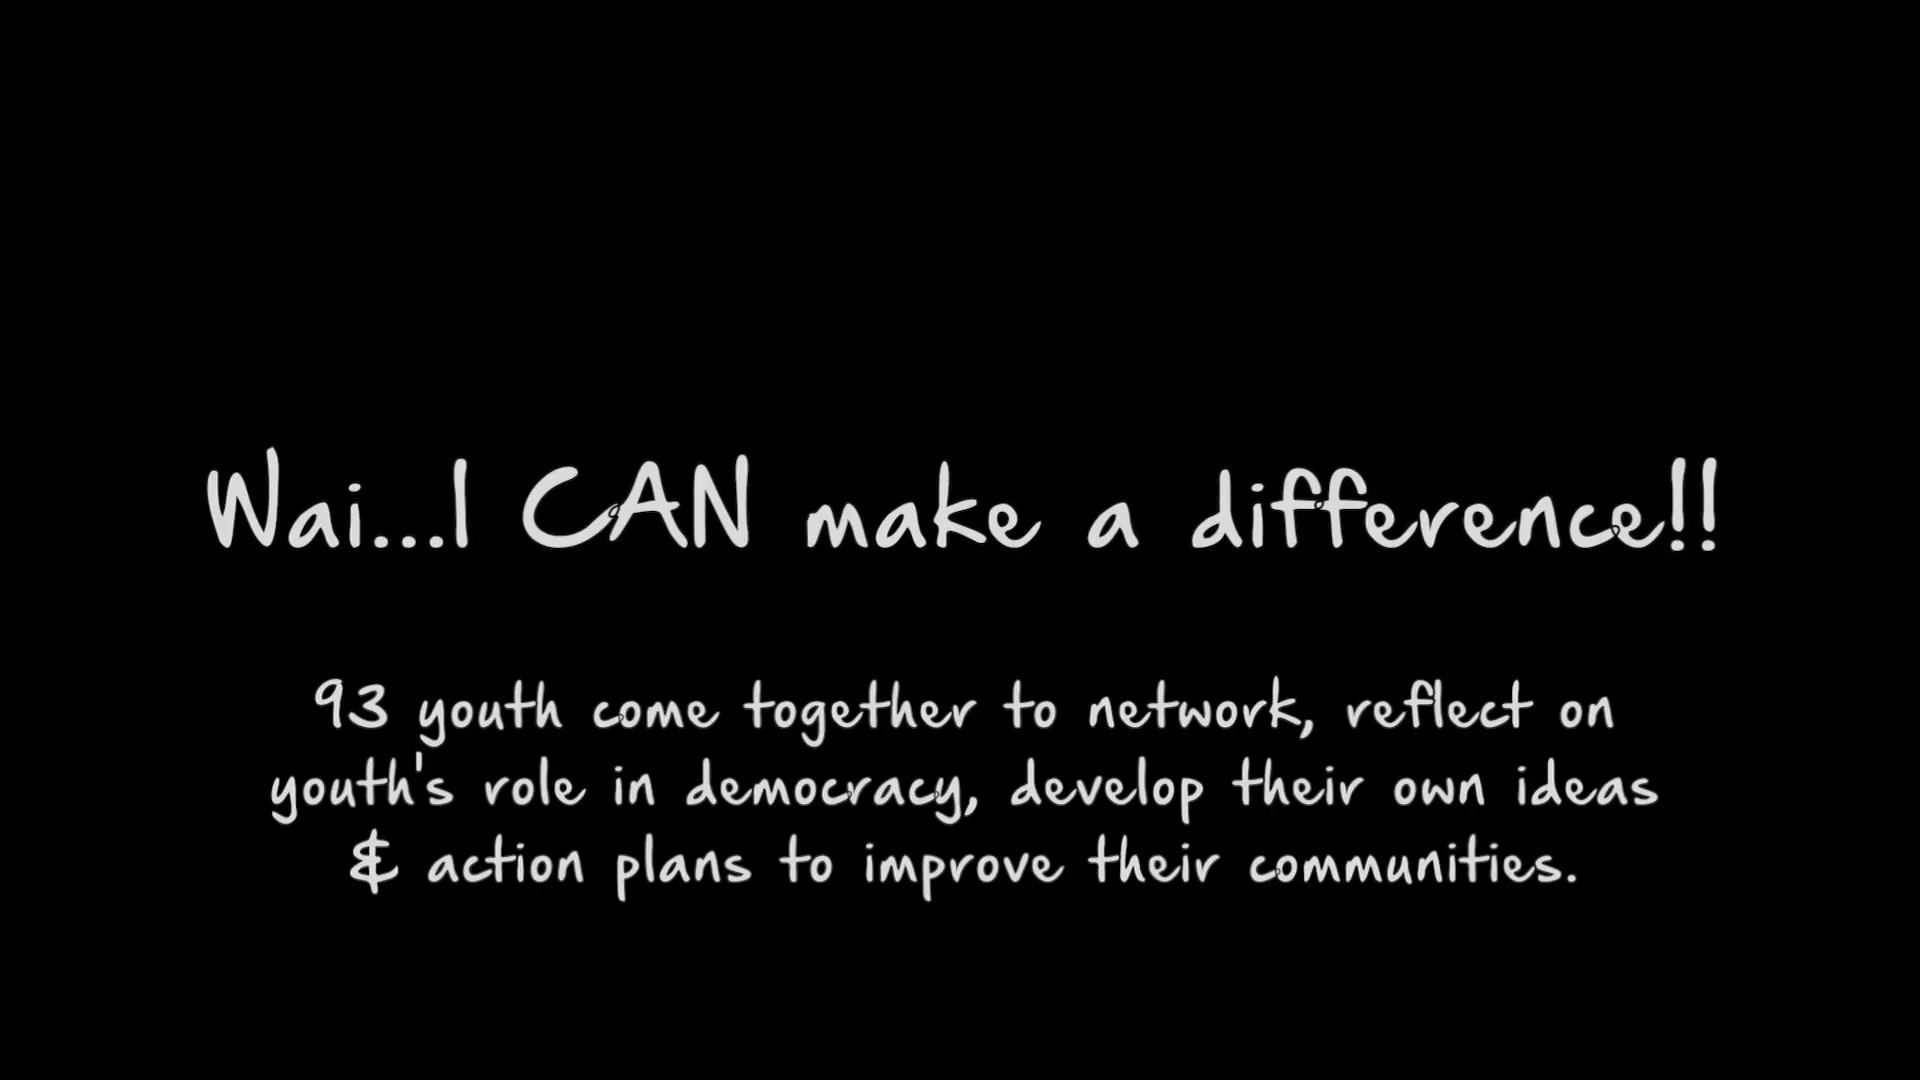 Wai...I CAN make a difference!!
93 youth come together to network, reflect on
youth's role in democracy, develop their own ideas
& action plans to improve their communities.